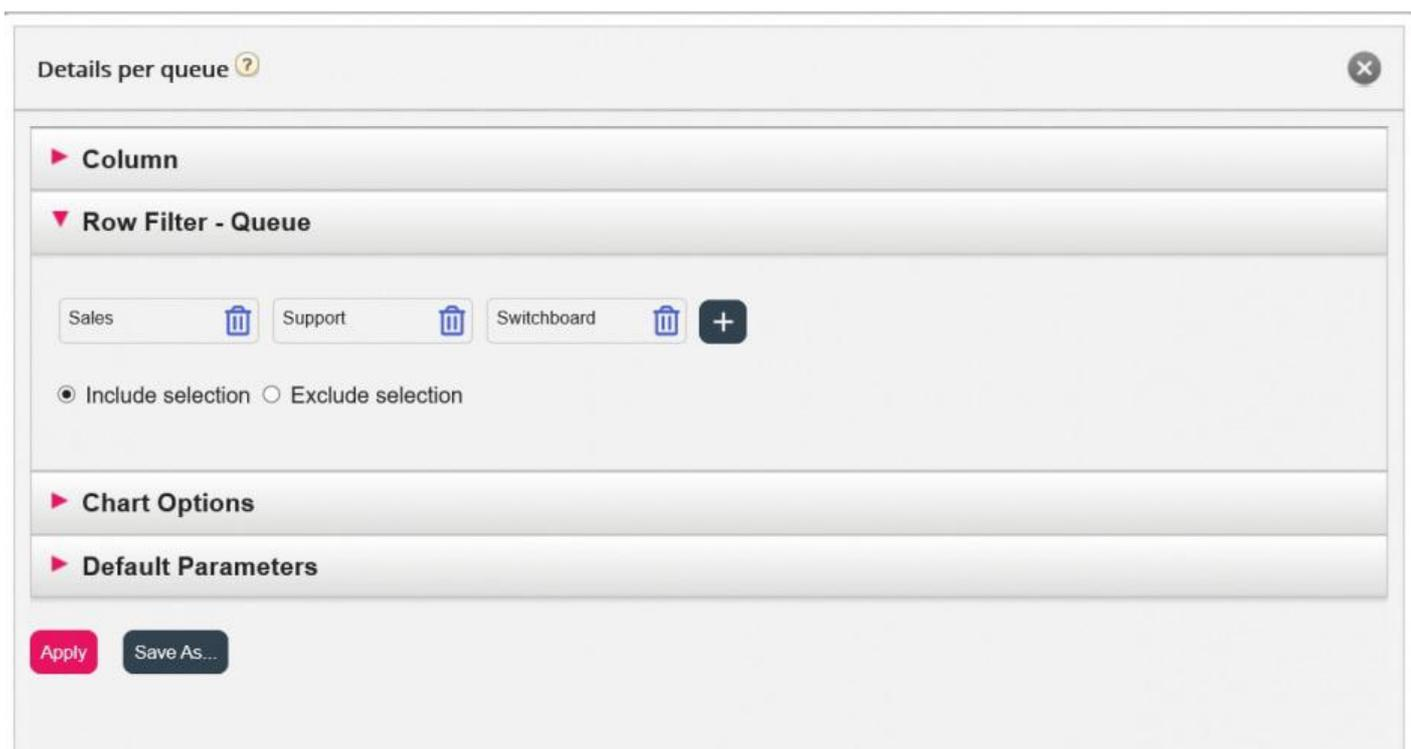 Details per queue ?
Column
Row Filter - Queue
Sales Support Switchboard +
Include selection Exclude selection
Chart Options
Default Parameters
Apply Save As...